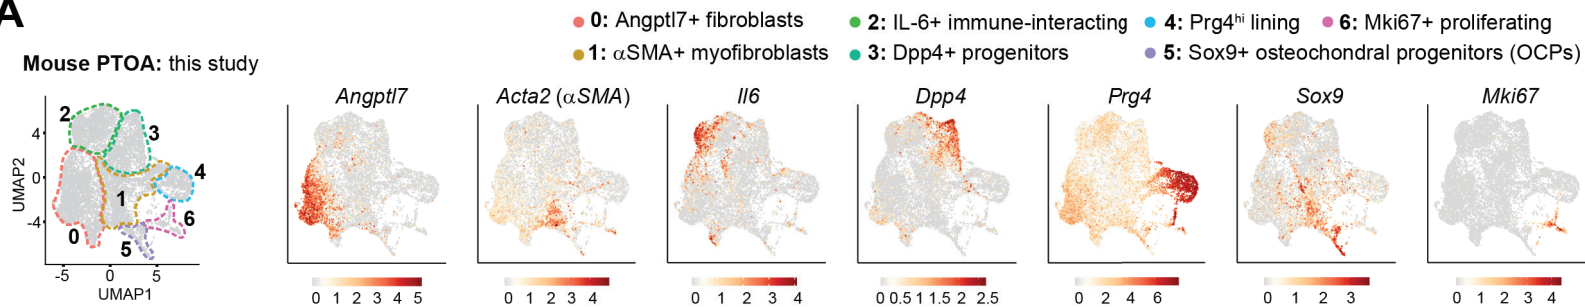 A
0: Angptl7+ fibroblasts
2: IL-6+ immune-interacting
4: Prg4hi lining
6: Mki67+ proliferating
1: αSMA+ myofibroblasts
3: Dpp4+ progenitors
5: Sox9+ osteochondral progenitors (OCPs)
Mouse PTOA: this study
Angptl7
Acta2 (αSMA)
Il6
Dpp4
Prg4
Sox9
Mki67
2
3
4
1
6
0
5
4
0
-4
UMAP2
-5 0 5
UMAP1
0 1 2 3 4 5
0 1 2 3 4
0 1 2 3 4
0 0.5 1 1.5 2 2.5
0 2 4 6
0 1 2 3
0 1 2 3 4